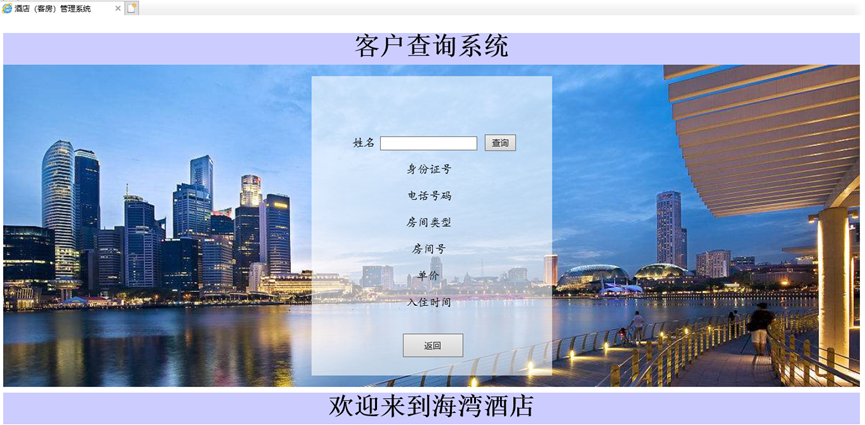 酒店（客房）管理系统
客户查询系统
姓名 查询
身份证号
电话号码
房间类型
房间号
单价
入住时间
返回
欢迎来到海湾酒店